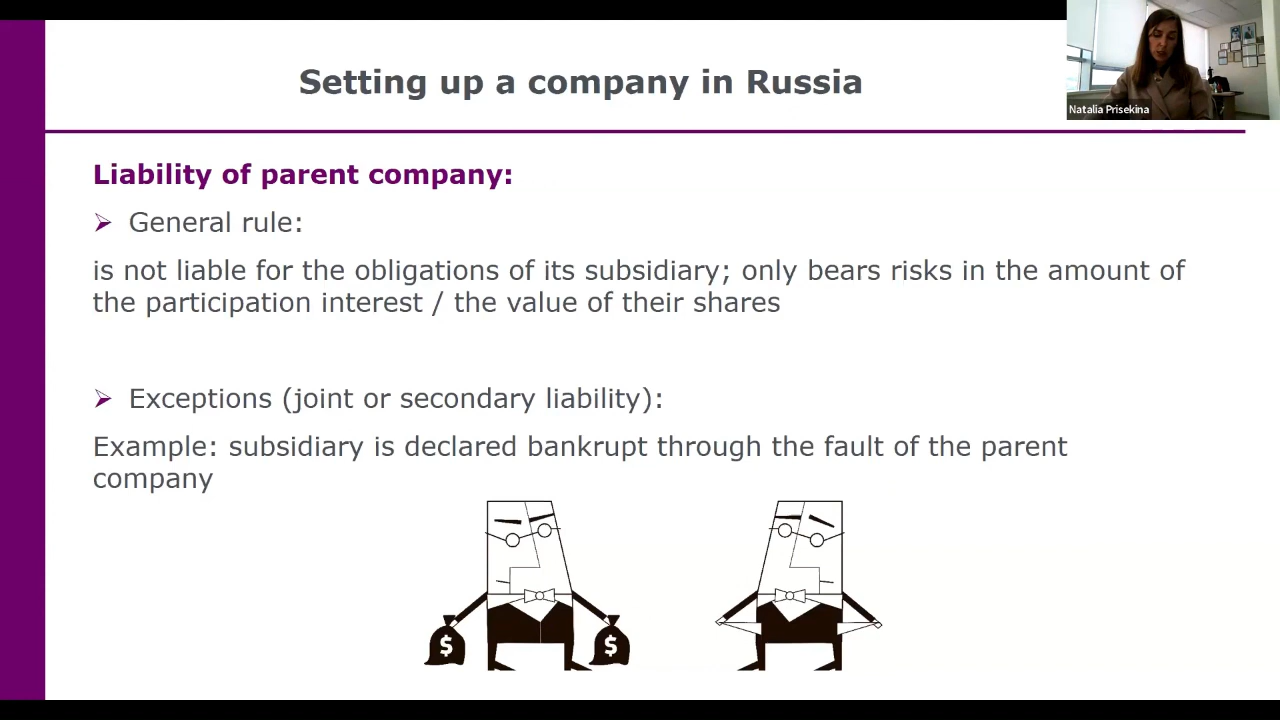 Setting up a company in Russia
Natalia Prisekina
Liability of parent company:
General rule:
is not liable for the obligations of its subsidiary; only bears risks in the amount of
the participation interest / the value of their shares
Exceptions (joint or secondary liability):
Example: subsidiary is declared bankrupt through the fault of the parent
company
$ $